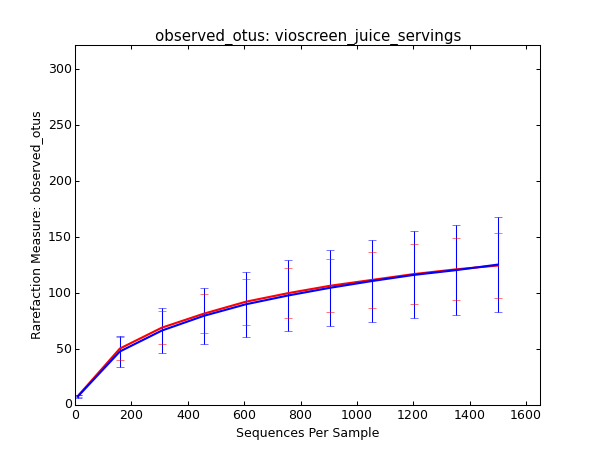 observed_otus: vioscreen_juice_servings
300
250
200
150
100
50
0
0 200 400 600 800 1000 1200 1400 1600
Rarefaction Measure: observed_otus
Sequences Per Sample